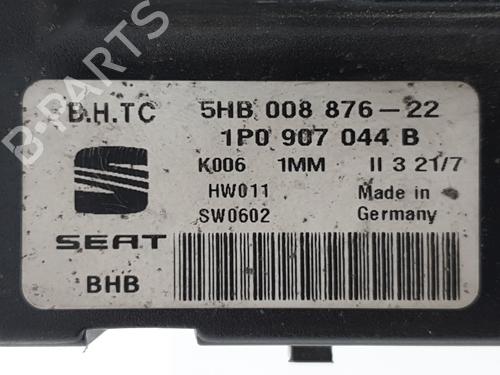 B-PARTS
B.H.TC 5HB 008 876-22
1P0 907 044 B
K006 1MM II 3 21/7
HW011 Made in
SW0602 Germany
SEAT
BHB